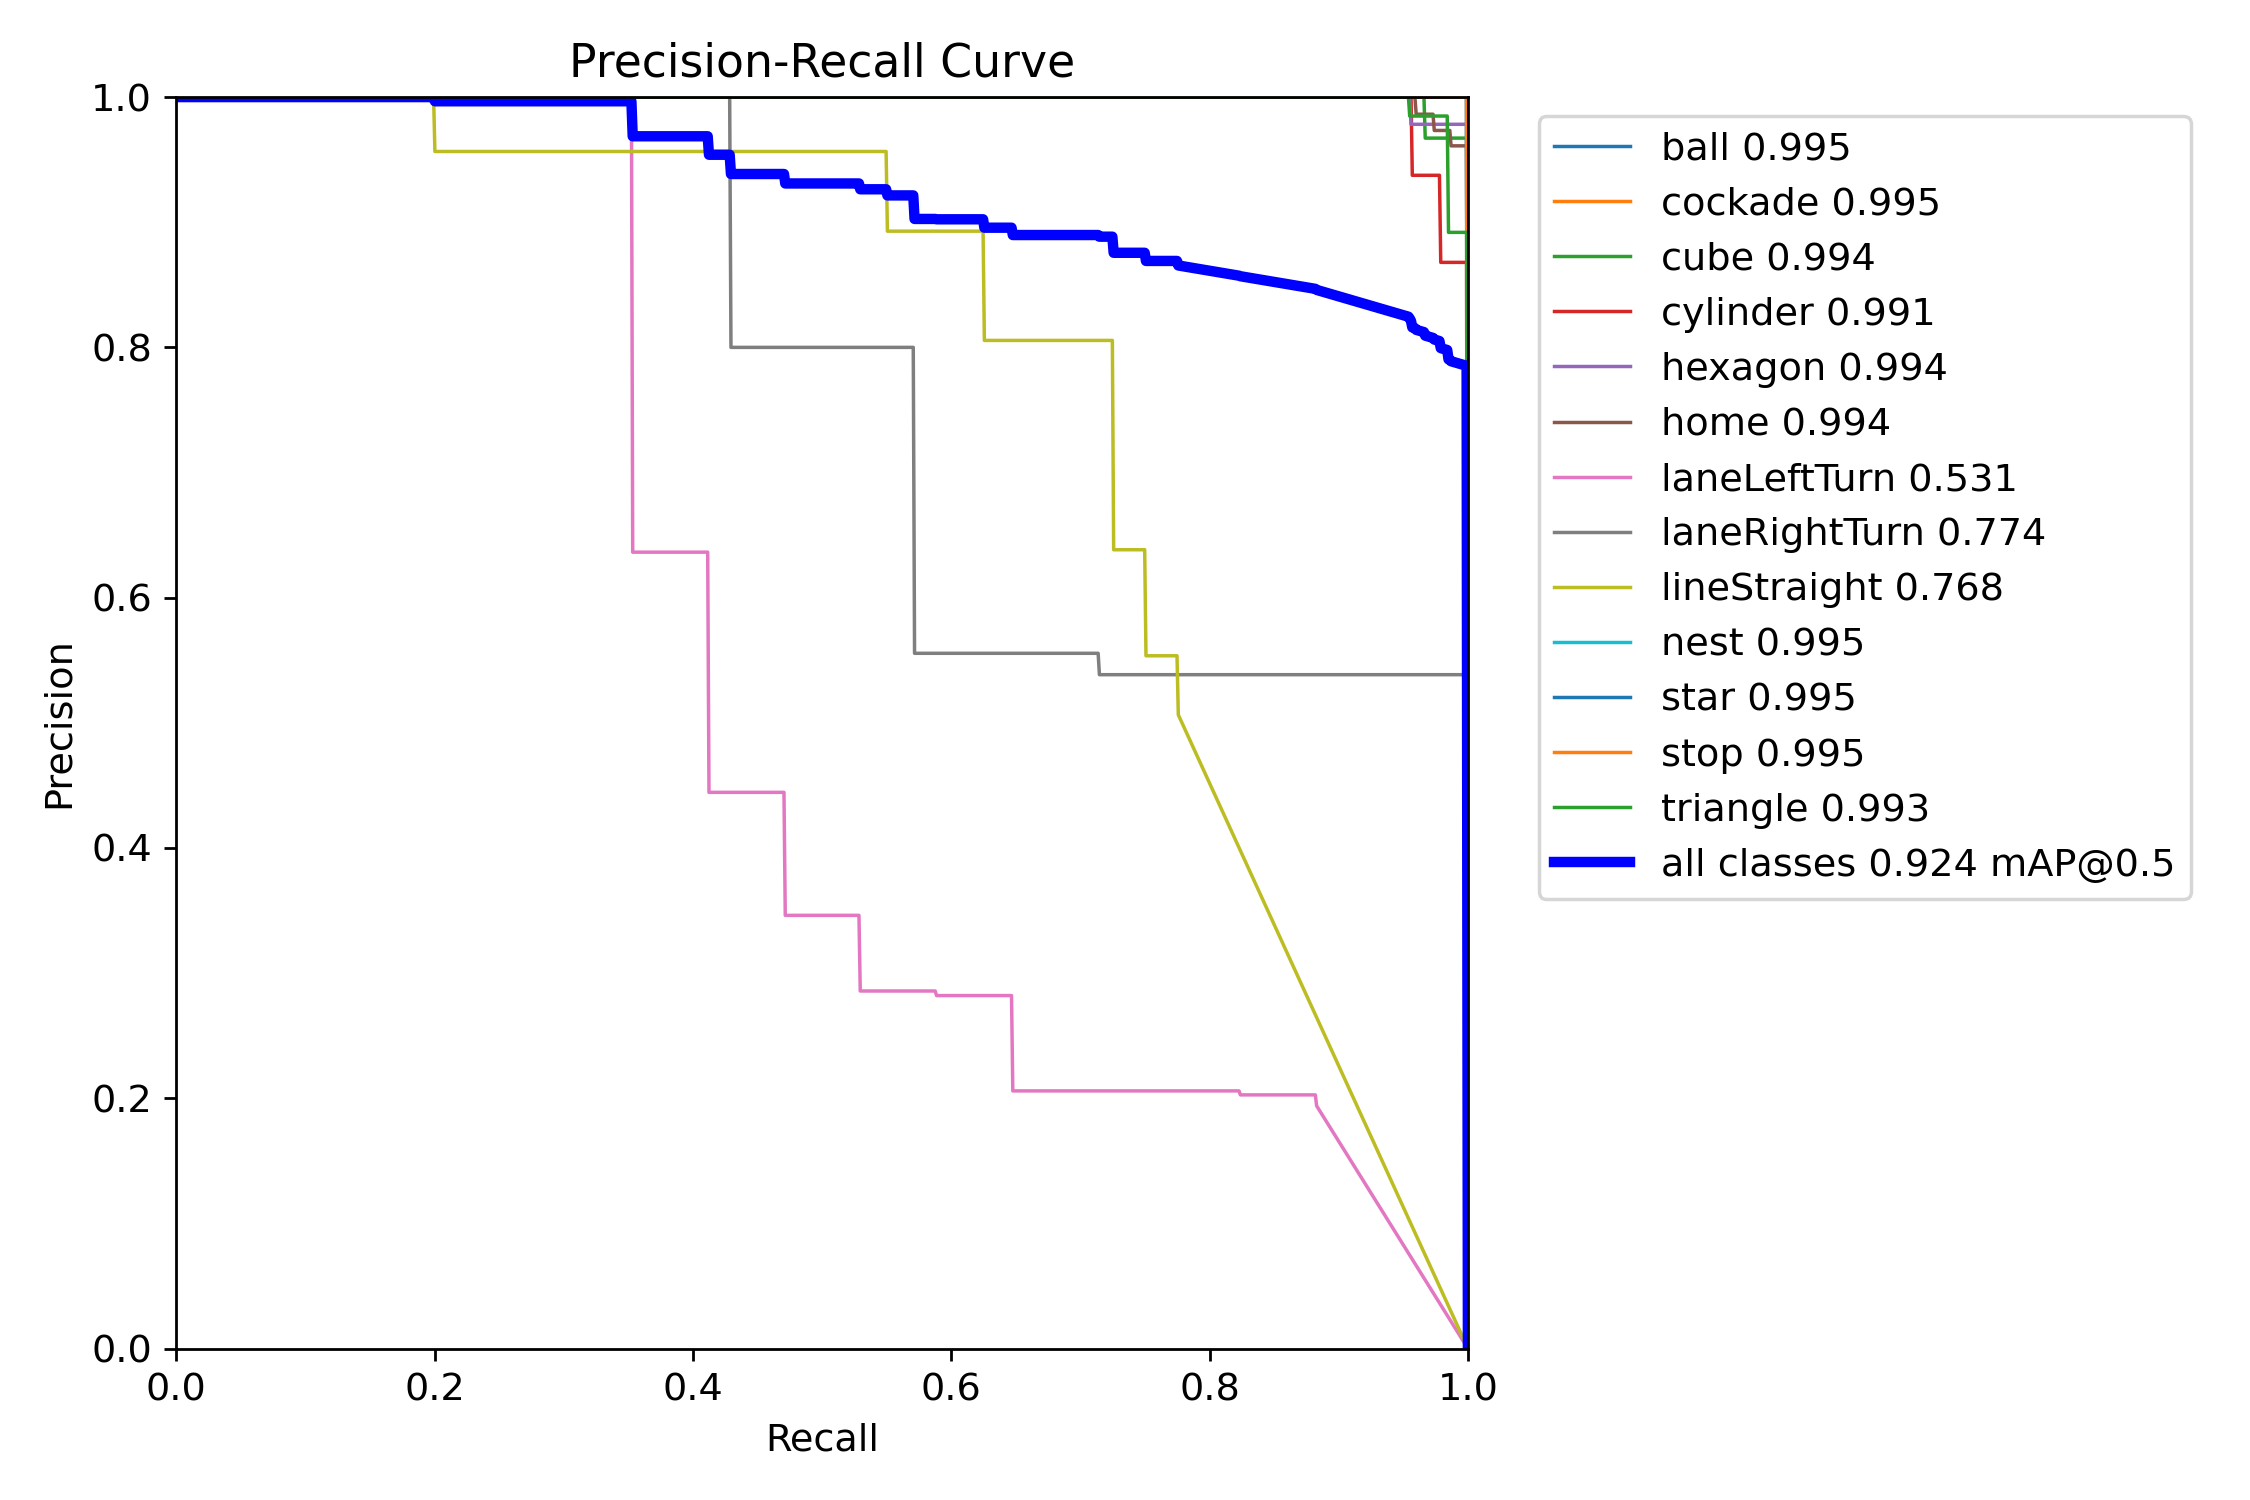 Precision-Recall Curve
1.0
0.8
0.6
0.4
0.2
0.0
Precision
0.0 0.2 0.4 0.6 0.8 1.0
Recall
ball 0.995
cockade 0.995
cube 0.994
cylinder 0.991
hexagon 0.994
home 0.994
laneLeftTurn 0.531
laneRightTurn 0.774
lineStraight 0.768
nest 0.995
star 0.995
stop 0.995
triangle 0.993
all classes 0.924 mAP@0.5